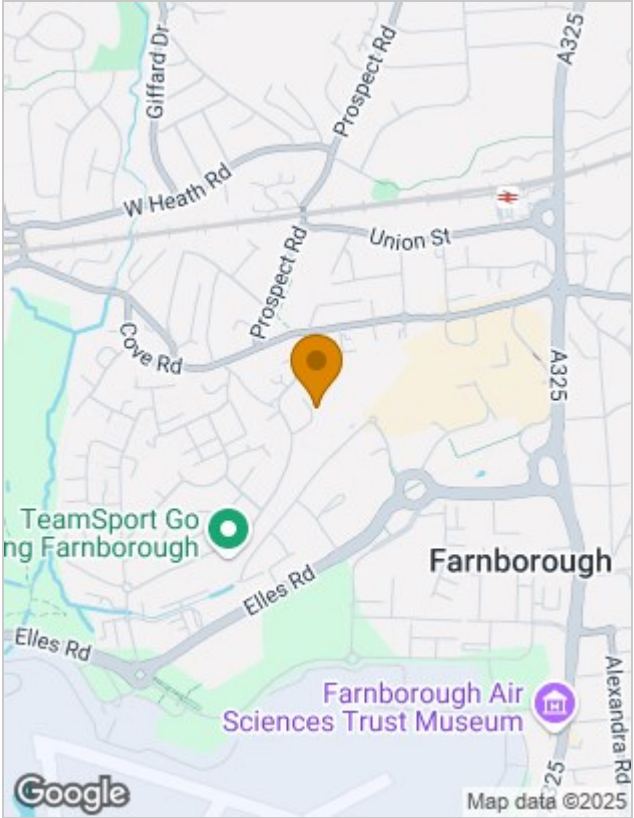 Giffard Dr
Prospect Rd
A325
W Heath Rd
Union St
Prospect Rd
Cove Rd
A325
TeamSport Go
ng Farnborough
Farnborough
Elles Rd
Elles Rd
Farnborough Air
Sciences Trust Museum
Alexandra Rd
A325
Google
Map data ©2025